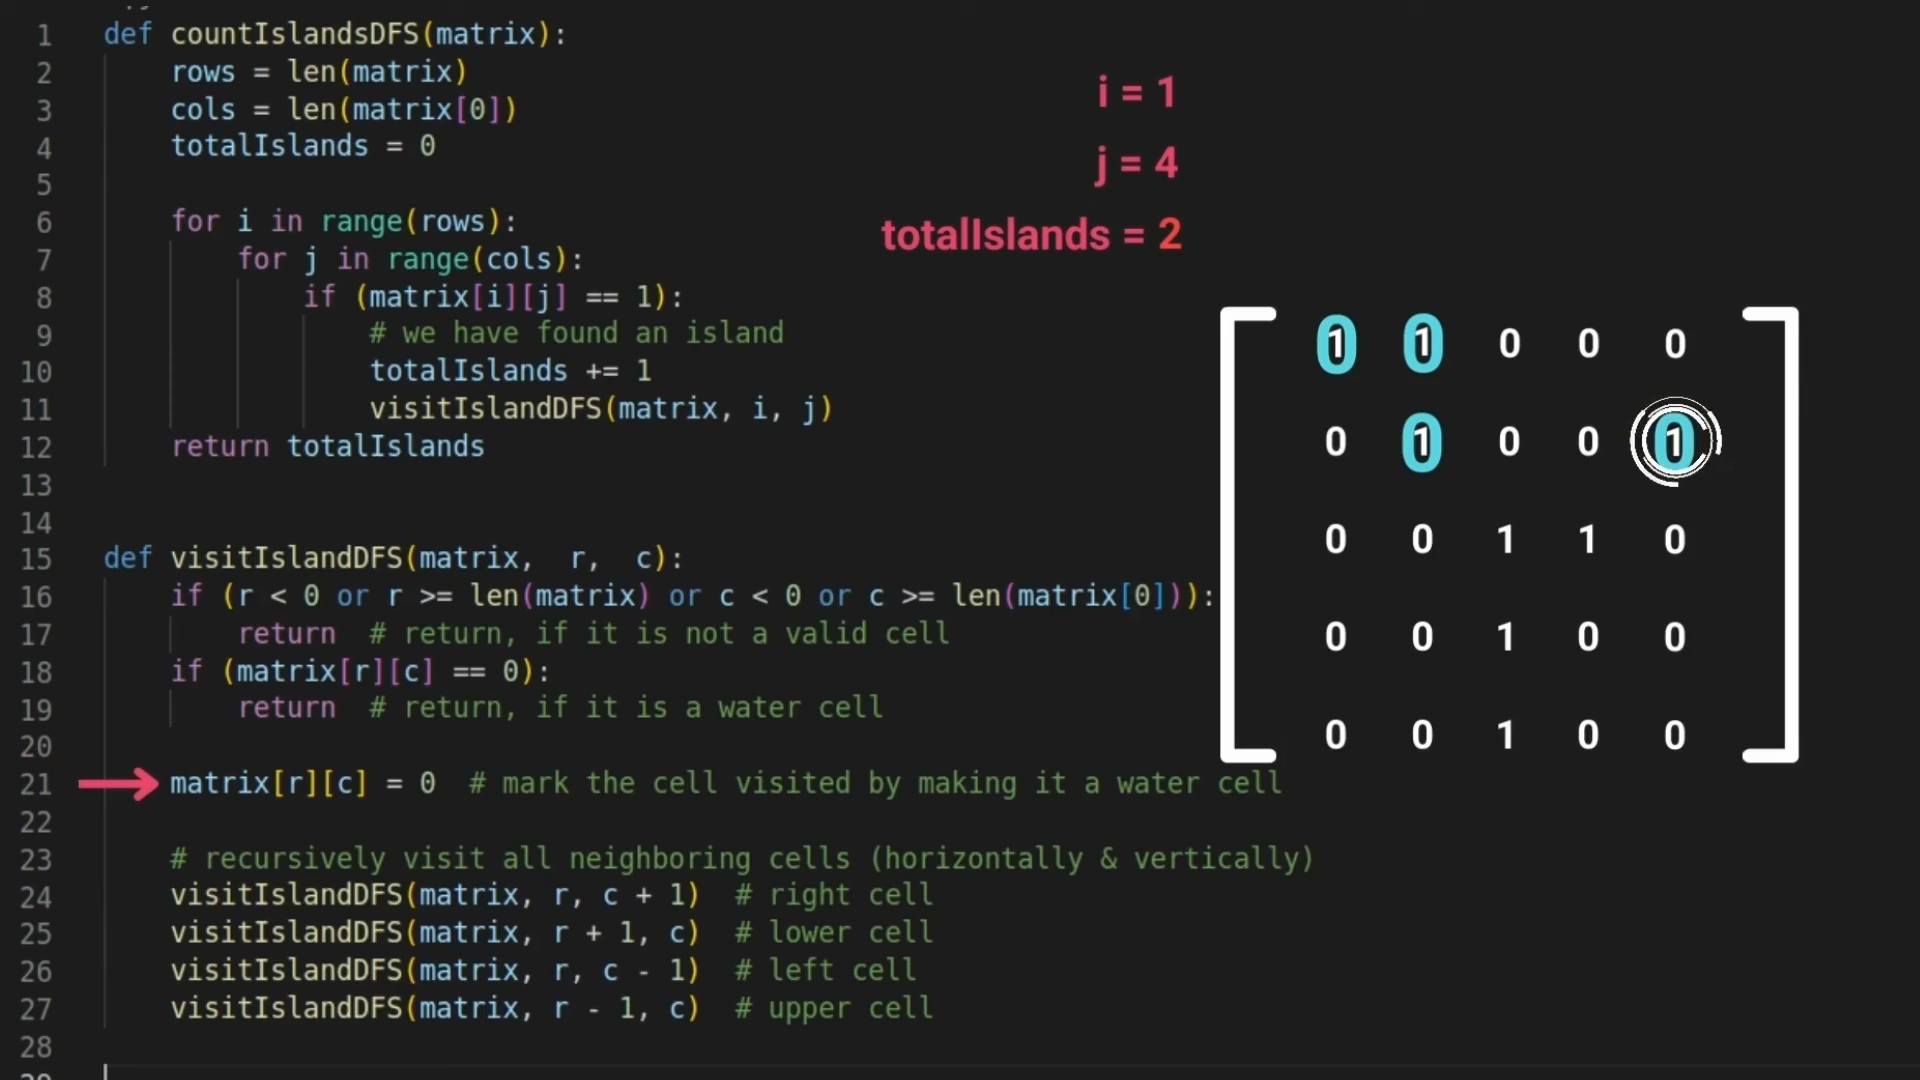 1 def countIslandsDFS(matrix):
2 rows = len(matrix)
3 cols = len(matrix[0])
4 totalIslands = 0
5
6 for i in range(rows):
7 for j in range(cols):
8 if (matrix[i][j] == 1):
9 # we have found an island
10 totalIslands += 1
11 visitIslandDFS(matrix, i, j)
12 return totalIslands
13
14
15 def visitIslandDFS(matrix, r, c):
16 if (r < 0 or r >= len(matrix) or c < 0 or c >= len(matrix[0])):
17 return # return, if it is not a valid cell
18 if (matrix[r][c] == 0):
19 return # return, if it is a water cell
20
21 matrix[r][c] = 0 # mark the cell visited by making it a water cell
22
23 # recursively visit all neighboring cells (horizontally & vertically)
24 visitIslandDFS(matrix, r, c + 1) # right cell
25 visitIslandDFS(matrix, r + 1, c) # lower cell
26 visitIslandDFS(matrix, r, c - 1) # left cell
27 visitIslandDFS(matrix, r - 1, c) # upper cell
28
i = 1
j = 4
totalIslands = 2
1 1 0 0 0
0 1 0 0 1
0 0 1 1 0
0 0 1 0 0
0 0 1 0 0